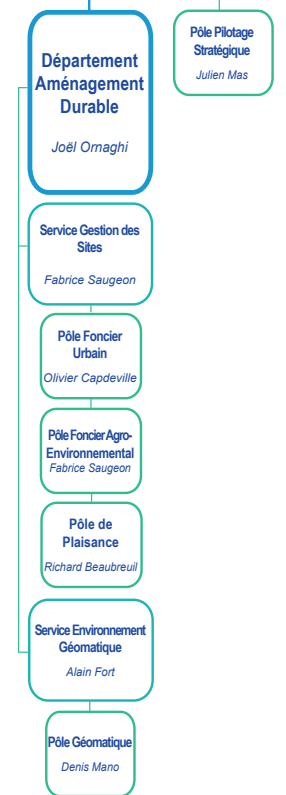 Département
Aménagement
Durable
Joël Ornaghi
Pôle Pilotage
Stratégique
Julien Mas
Service Gestion des
Sites
Fabrice Saugeon
Pôle Foncier
Urbain
Olivier Capdeville
Pôle Foncier Agro-
Environnemental
Fabrice Saugeon
Pôle de
Plaisance
Richard Beaubreuil
Service Environnement
Géomatique
Alain Fort
Pôle Géomatique
Denis Mano